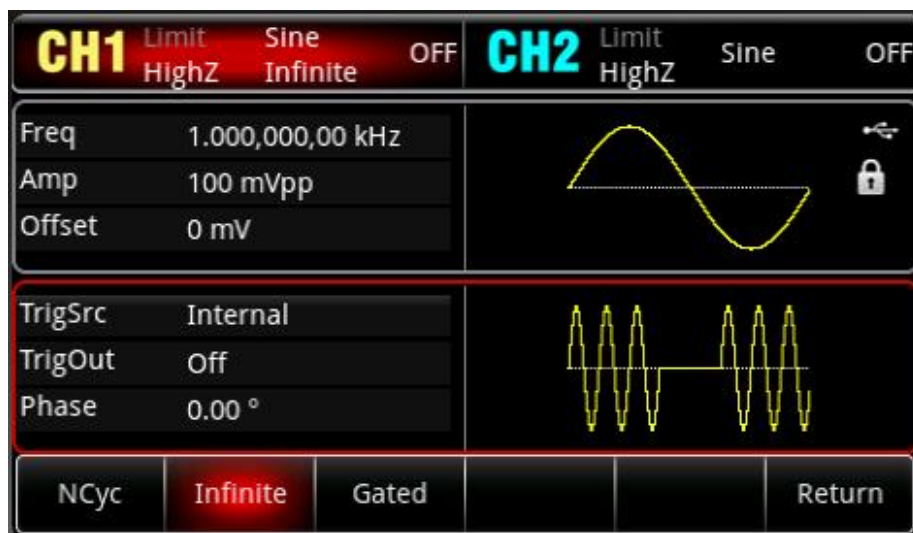 CH1 Limit Sine OFF
HighZ Infinite
CH2 Limit Sine OFF
HighZ
Freq 1.000,000,00 kHz
Amp 100 mVpp
Offset 0 mV
TrigSrc Internal
TrigOut Off
Phase 0.00 °
NCyc Infinite Gated Return